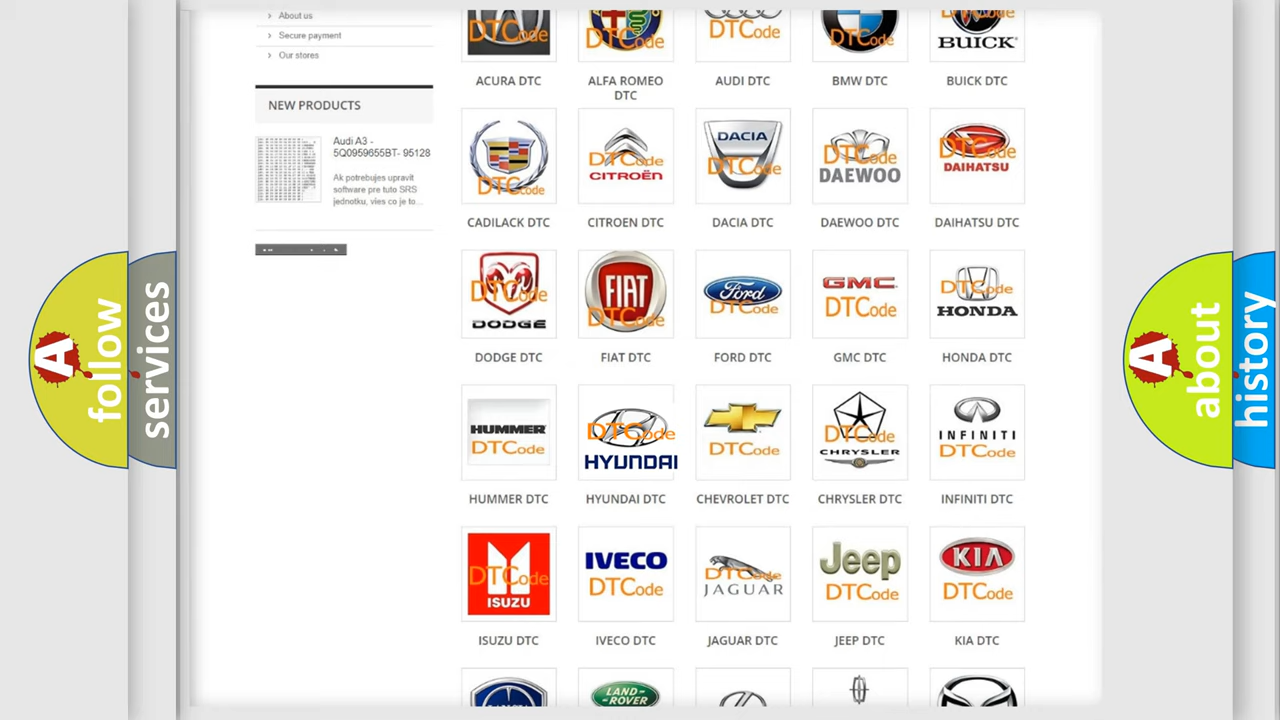 About us
Secure payment
Our stores
NEW PRODUCTS
Audi A3 -
5Q0959655BT- 95128
Ak potrebujes upravit
software pre tuto SRS
jednotku, vies co je to...
DTCode
DTCode
DTCode
DTCode
BUICK
ACURA DTC
ALFA ROMEO
DTC
AUDI DTC
BMW DTC
BUICK DTC
DTCode
DTCode
CITROËN
DACIA
DTCode
DTCode
DAEWOO
DTCode
DAIHATSU
CADILACK DTC
CITROEN DTC
DACIA DTC
DAEWOO DTC
DAIHATSU DTC
DTCode
DODGE
FIAT
DTCode
Ford
DTCode
GMC
DTCode
DTCode
HONDA
DODGE DTC
FIAT DTC
FORD DTC
GMC DTC
HONDA DTC
HUMMER
DTCode
DTCode
HYUNDAI
DTCode
DTCode
CHRYSLER
INFINITI
DTCode
HUMMER DTC
HYUNDAI DTC
CHEVROLET DTC
CHRYSLER DTC
INFINITI DTC
DTCode
ISUZU
IVECO
DTCode
DTCode
JAGUAR
Jeep
DTCode
KIA
DTCode
ISUZU DTC
IVECO DTC
JAGUAR DTC
JEEP DTC
KIA DTC
LAND-
ROVER
A
follow
services
A
about
history